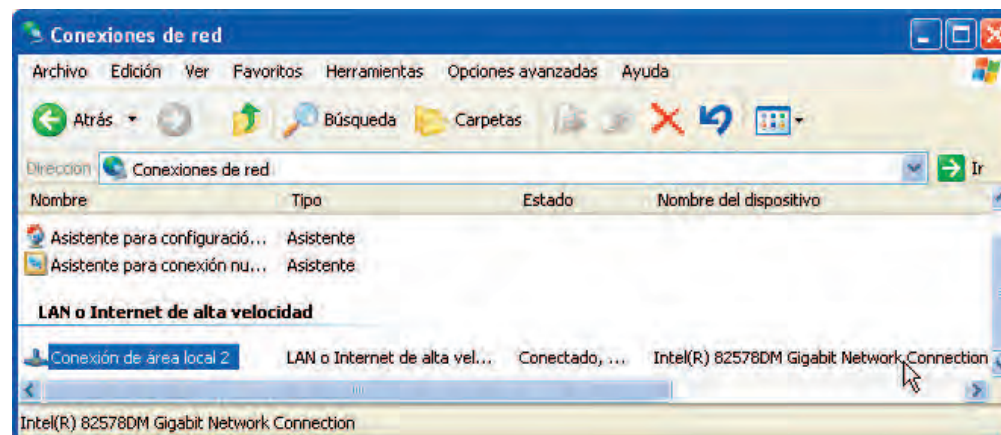 Conexiones de red
Archivo Edición Ver Favoritos Herramientas Opciones avanzadas Ayuda
Atrás Búsqueda Carpetas
Dirección Conexiones de red Ir
Nombre Tipo Estado Nombre del dispositivo
Asistente para configuració... Asistente
Asistente para conexión nu... Asistente
LAN o Internet de alta velocidad
Conexión de área local 2 LAN o Internet de alta vel... Conectado, ... Intel(R) 82578DM Gigabit Network Connection
Intel(R) 82578DM Gigabit Network Connection